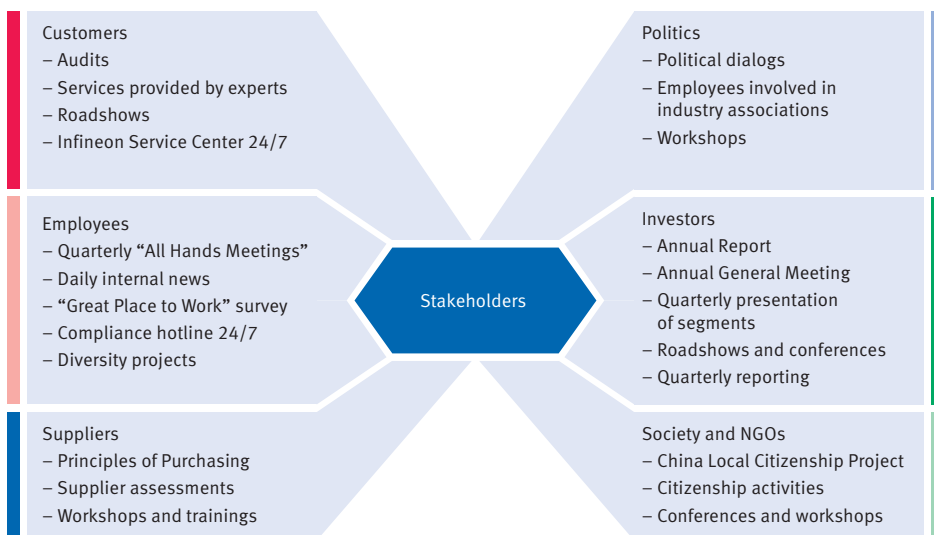 Customers
– Audits
– Services provided by experts
– Roadshows
– Infineon Service Center 24/7
Politics
– Political dialogs
– Employees involved in
industry associations
– Workshops
Employees
– Quarterly “All Hands Meetings”
– Daily internal news
– “Great Place to Work” survey
– Compliance hotline 24/7
– Diversity projects
Stakeholders
Investors
– Annual Report
– Annual General Meeting
– Quarterly presentation
of segments
– Roadshows and conferences
– Quarterly reporting
Suppliers
– Principles of Purchasing
– Supplier assessments
– Workshops and trainings
Society and NGOs
– China Local Citizenship Project
– Citizenship activities
– Conferences and workshops